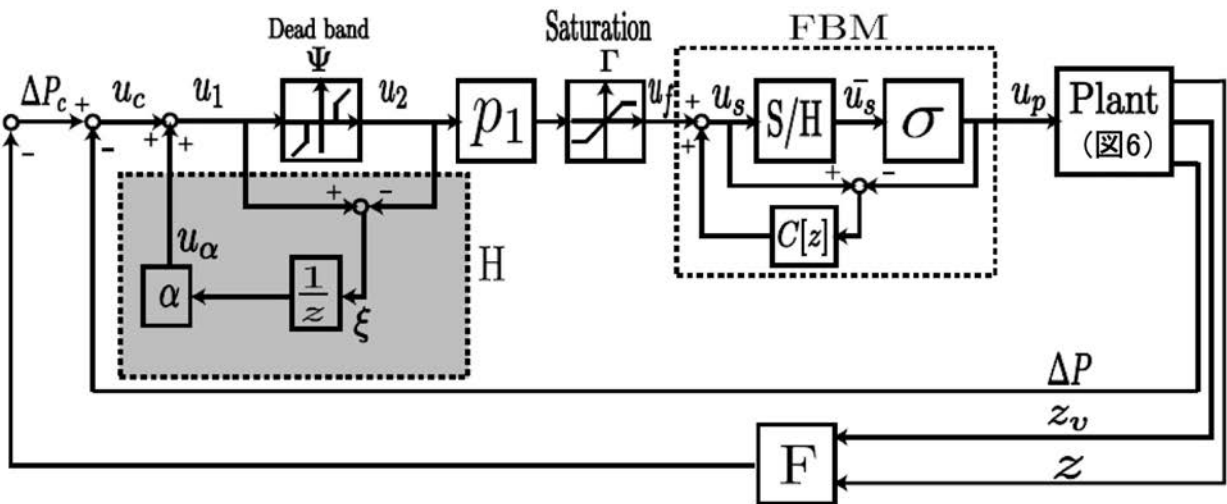 Dead band
Ψ
Saturation
Γ
FBM
ΔP_c
+
-
u_c
-
u_1
+
+
u_2
p_1
u_f
+
+
u_s
S/H
ū_s
σ
u_p
Plant
(図6)
+
-
+
-
C[z]
u_α
α
1/z
ξ
H
ΔP
z_v
F
z